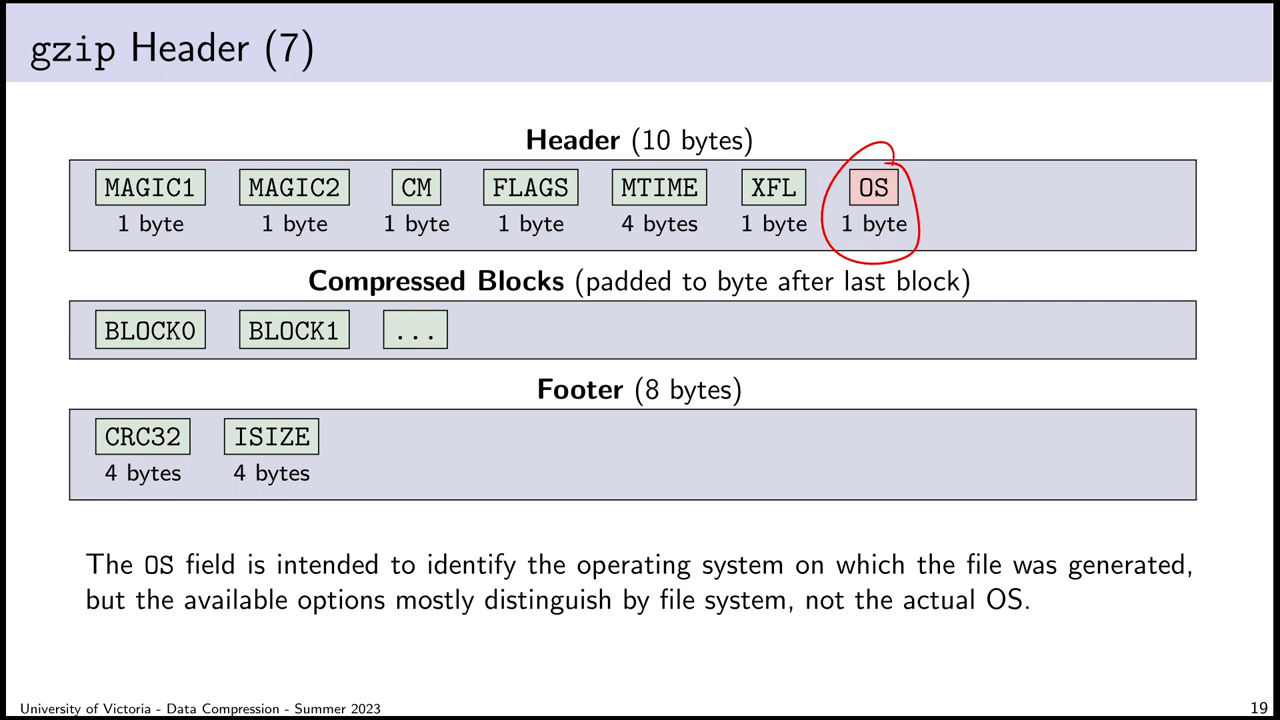 gzip Header (7)
Header (10 bytes)
MAGIC1 MAGIC2 CM FLAGS MTIME XFL OS
1 byte 1 byte 1 byte 1 byte 4 bytes 1 byte 1 byte
Compressed Blocks (padded to byte after last block)
BLOCK0 BLOCK1 ...
Footer (8 bytes)
CRC32 ISIZE
4 bytes 4 bytes
The OS field is intended to identify the operating system on which the file was generated,
but the available options mostly distinguish by file system, not the actual OS.
University of Victoria - Data Compression - Summer 2023 19